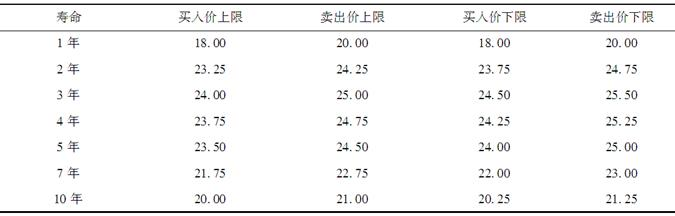 寿命 买入价上限 卖出价上限 买入价下限 卖出价下限
1 年 18.00 20.00 18.00 20.00
2 年 23.25 24.25 23.75 24.75
3 年 24.00 25.00 24.50 25.50
4 年 23.75 24.75 24.25 25.25
5 年 23.50 24.50 24.00 25.00
7 年 21.75 22.75 22.00 23.00
10 年 20.00 21.00 20.25 21.25